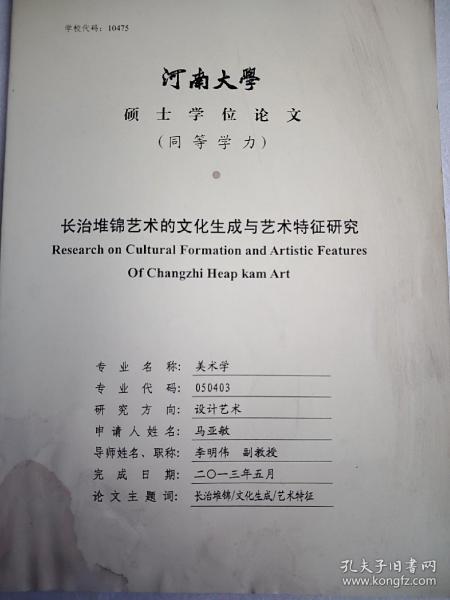 学校代码：10475
河南大學
硕士学位论文
（同等学力）
长治堆锦艺术的文化生成与艺术特征研究
Research on Cultural Formation and Artistic Features
Of Changzhi Heap kam Art
专业名称：美术学
专业代码：050403
研究方向：设计艺术
申请人姓名：马亚敏
导师姓名、职称：李明伟 副教授
完成日期：二〇一三年五月
论文主题词：长治堆锦/文化生成/艺术特征
孔夫子旧书网
www.kongfz.com